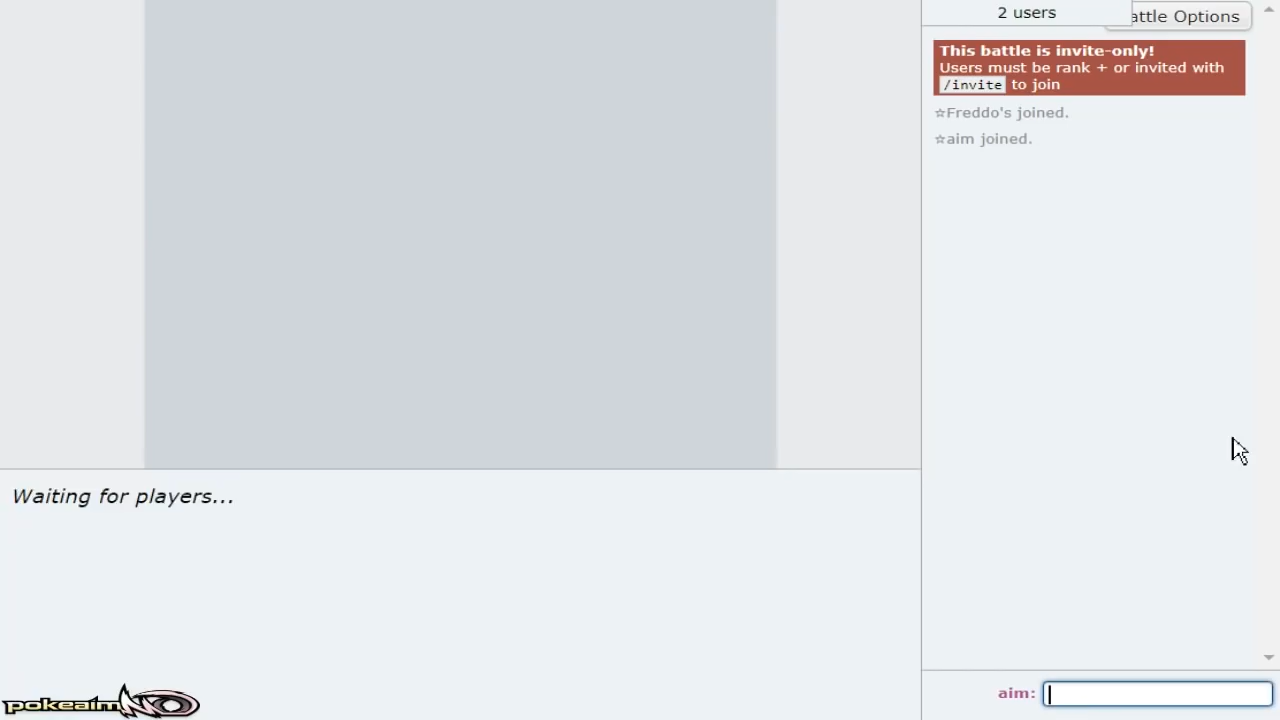 2 users
attle Options
This battle is invite-only!
Users must be rank + or invited with
/invite to join
☆Freddo's joined.
☆aim joined.
Waiting for players...
pokeaimMD
aim: